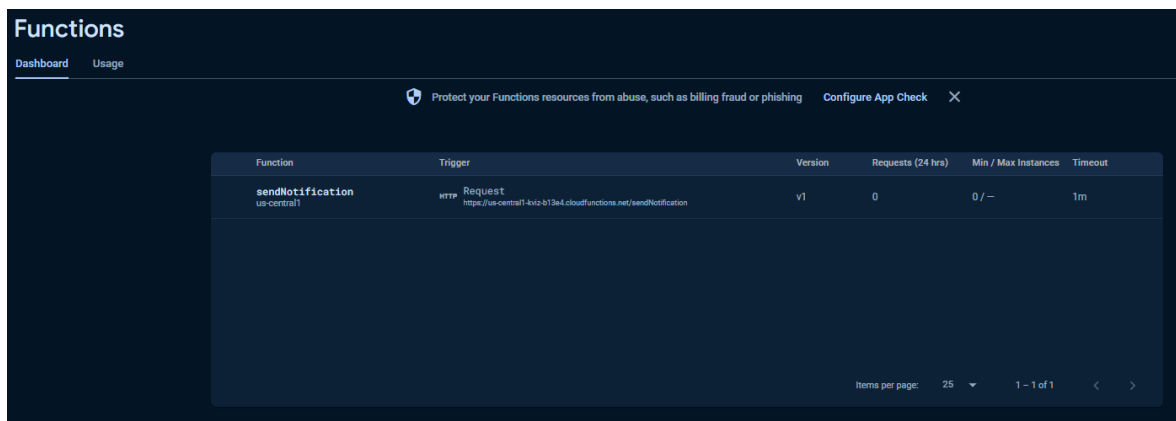 Functions
Dashboard Usage
Protect your Functions resources from abuse, such as billing fraud or phishing Configure App Check
Function Trigger Version Requests (24 hrs) Min / Max Instances Timeout
sendNotification HTTP Request v1 0 0 / — 1m
us-central1 https://us-central1-kviz-b13e4.cloudfunctions.net/sendNotification
Items per page: 25 1 – 1 of 1